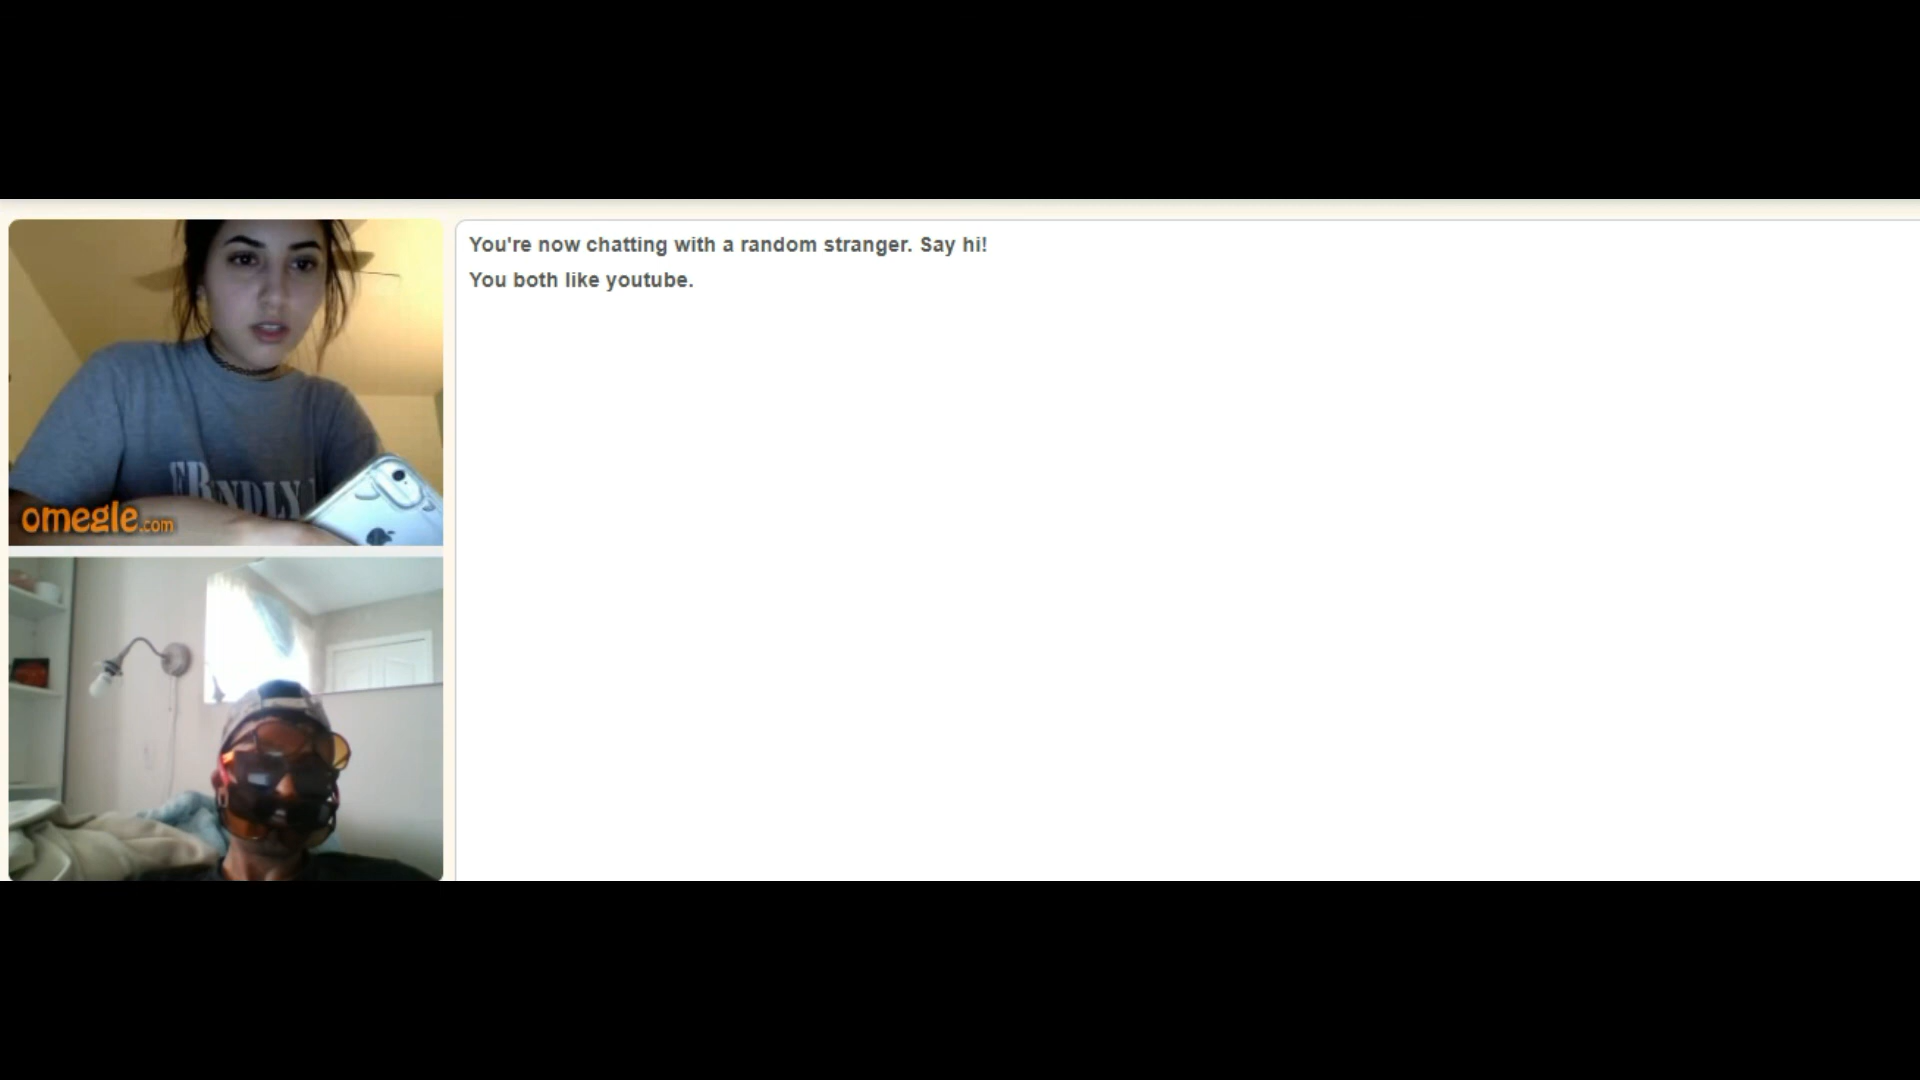 You're now chatting with a random stranger. Say hi!
You both like youtube.
omegle.com